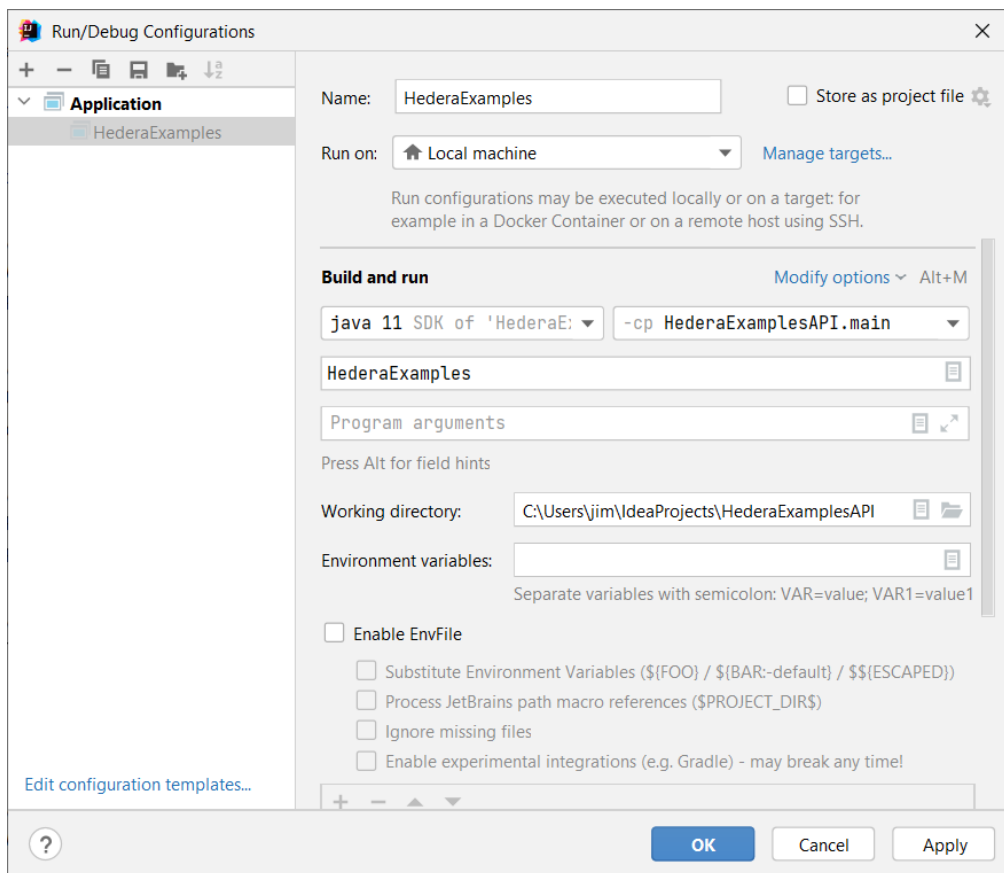 Run/Debug Configurations
Application
HederaExamples
Edit configuration templates...
Name: HederaExamples Store as project file
Run on: Local machine Manage targets...
Run configurations may be executed locally or on a target: for
example in a Docker Container or on a remote host using SSH.
Build and run Modify options Alt+M
java 11 SDK of 'HederaE -cp HederaExamplesAPI.main
HederaExamples
Program arguments
Press Alt for field hints
Working directory: C:\Users\jim\IdeaProjects\HederaExamplesAPI
Environment variables:
Separate variables with semicolon: VAR=value; VAR1=value1
Enable EnvFile
Substitute Environment Variables (${FOO} / ${BAR:-default} / $${ESCAPED})
Process JetBrains path macro references ($PROJECT_DIR$)
Ignore missing files
Enable experimental integrations (e.g. Gradle) - may break any time!
? OK Cancel Apply